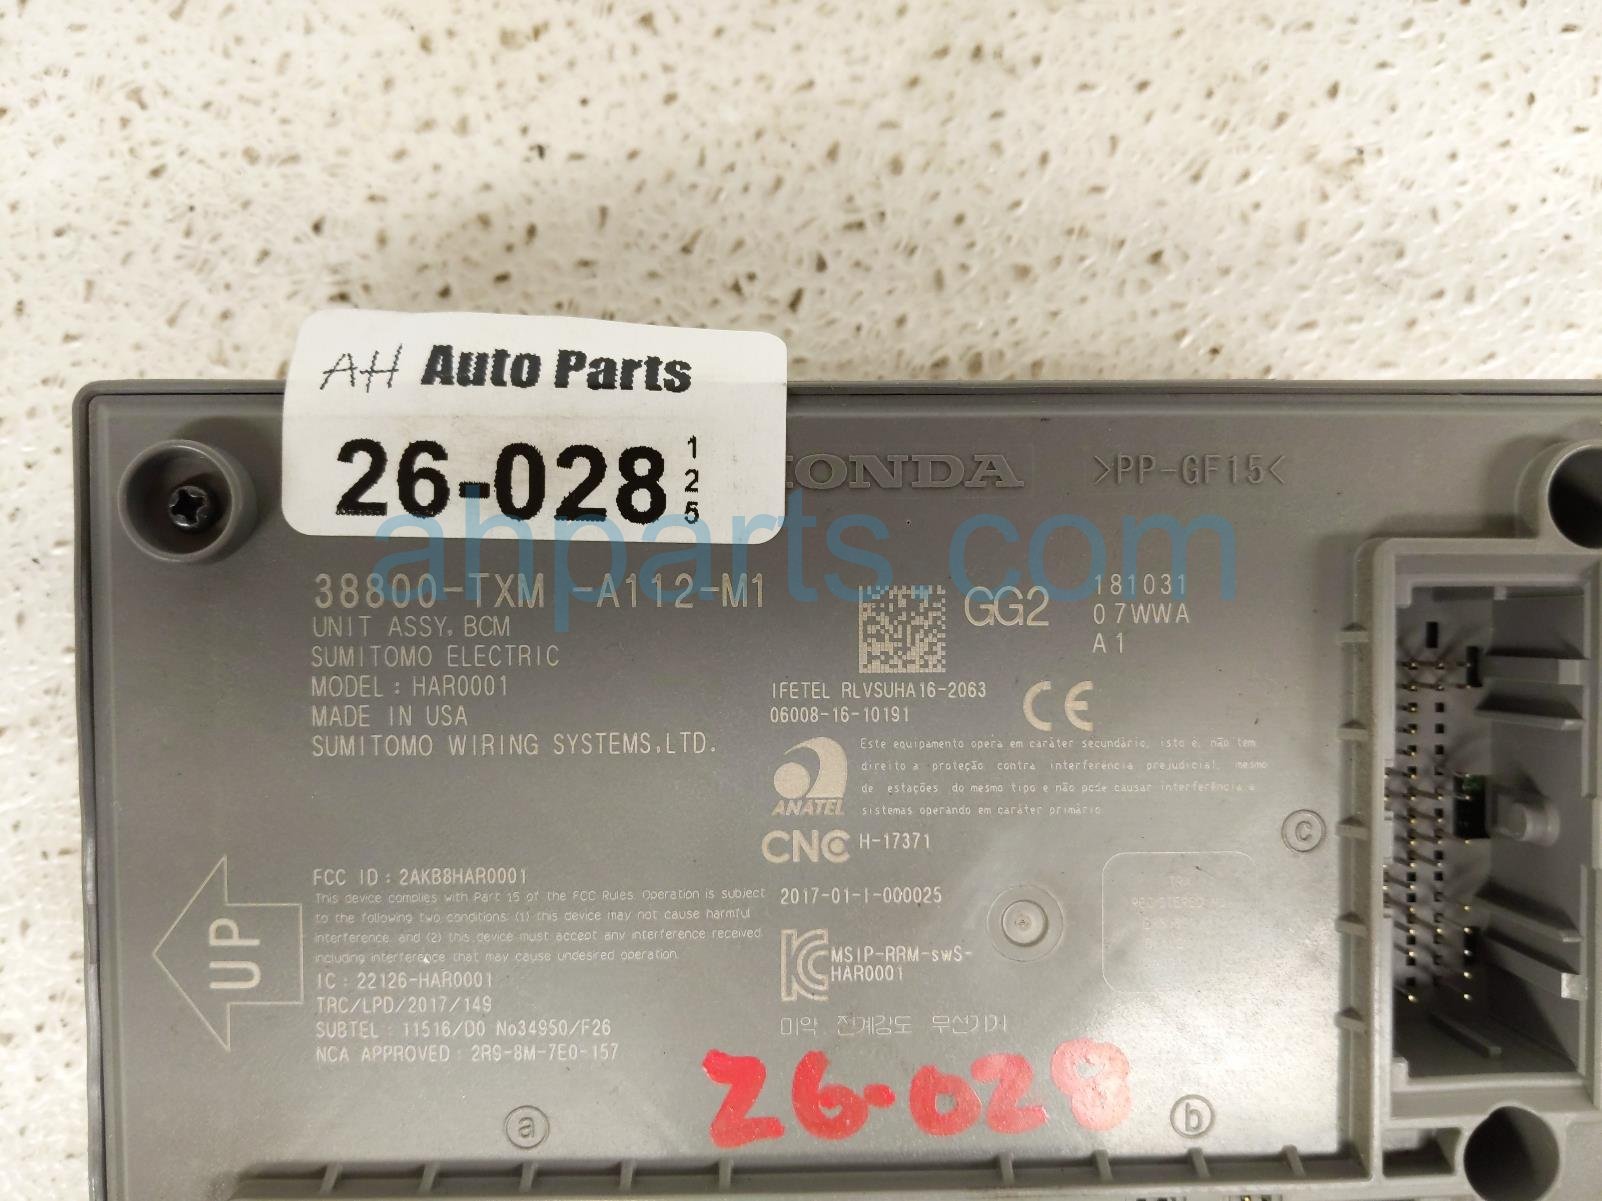 AH Auto Parts
26-028
1
2
5
HONDA
>PP-GF15<
ahparts.com
38800-TXM -A112-M1
UNIT ASSY, BCM
SUMITOMO ELECTRIC
MODEL : HAR0001
MADE IN USA
SUMITOMO WIRING SYSTEMS,LTD.
GG2
181031
07WWA
A1
IFETEL RLVSUHA16-2063
06008-16-10191
CE
ANATEL
Este equipamento opera em caráter secundário, isto é, não tem
direito a proteção contra interferência prejudicial, mesmo
de estações do mesmo tipo e não pode causar interferência a
sistemas operando em caráter primário.
CNC H-17371
2017-01-I-000025
MSIP-RRM-swS-
HAR0001
미약 전계강도 무선기기
UP
FCC ID : 2AKB8HAR0001
This device complies with Part 15 of the FCC Rules. Operation is subject
to the following two conditions: (1) this device may not cause harmful
interference, and (2) this device must accept any interference received,
including interference that may cause undesired operation.
IC : 22126-HAR0001
TRC/LPD/2017/149
SUBTEL : 11516/DO No34950/F26
NCA APPROVED : 2R9-8M-7E0-157
26-028
a
b
c